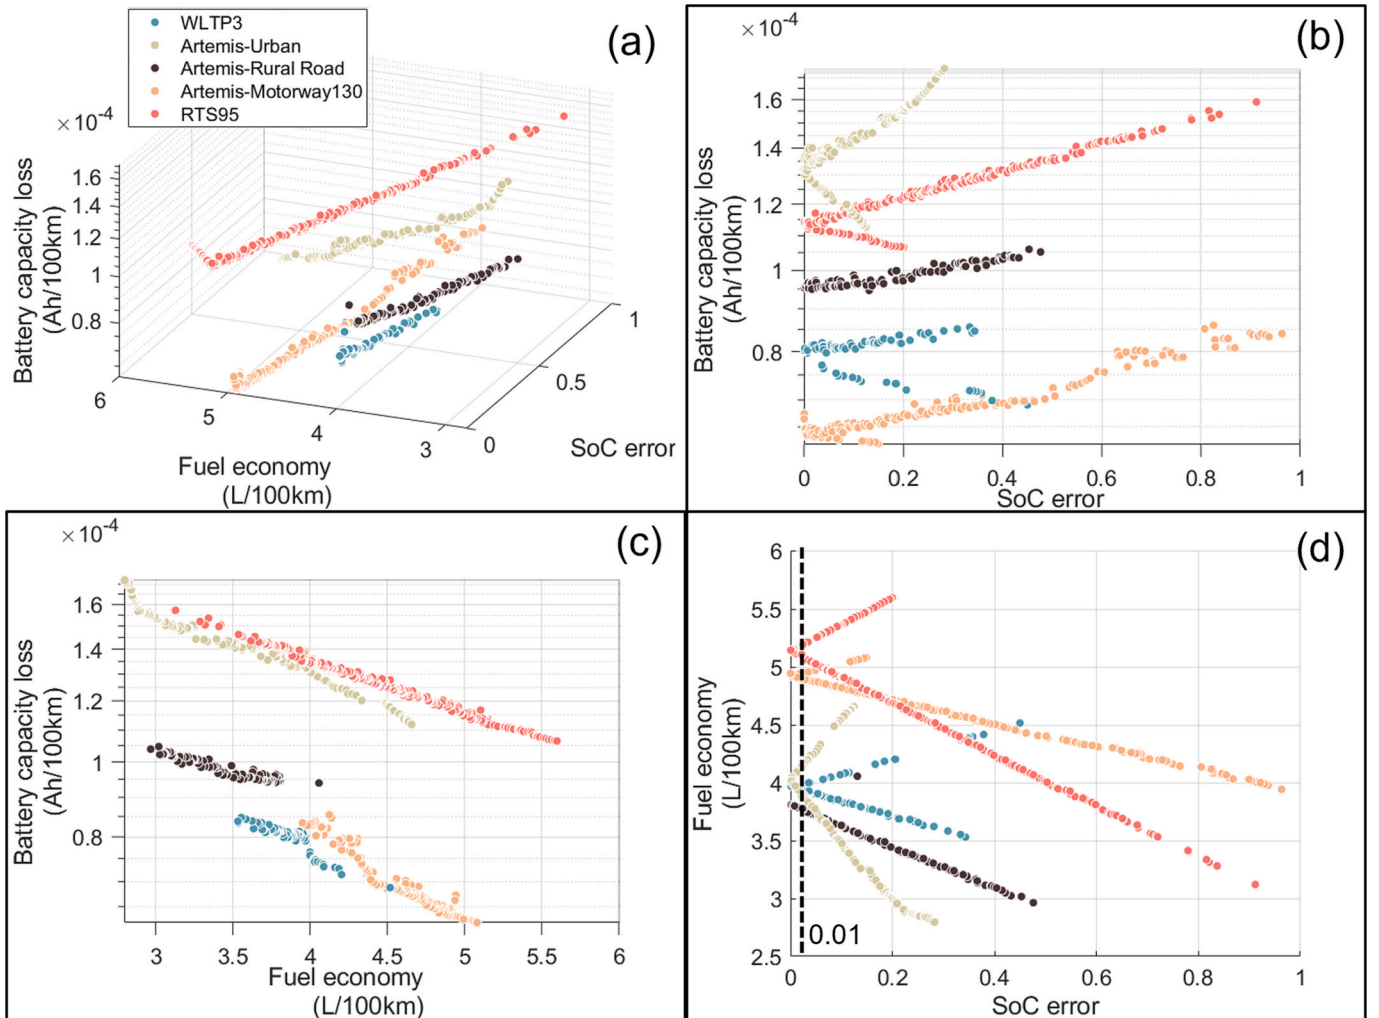 WLTP3
Artemis-Urban
Artemis-Rural Road
Artemis-Motorway130
RTS95
(a)
×10-4
1.6
1.4
1.2
1
0.8
Battery capacity loss
(Ah/100km)
6
5
4
3
Fuel economy
(L/100km)
0
0.5
1
SoC error
(b)
×10-4
1.6
1.4
1.2
1
0.8
Battery capacity loss
(Ah/100km)
0
0.2
0.4
0.6
0.8
1
SoC error
(c)
×10-4
1.6
1.4
1.2
1
0.8
Battery capacity loss
(Ah/100km)
3
3.5
4
4.5
5
5.5
6
Fuel economy
(L/100km)
(d)
6
5.5
5
4.5
4
3.5
3
2.5
Fuel economy
(L/100km)
0.01
0
0.2
0.4
0.6
0.8
1
SoC error